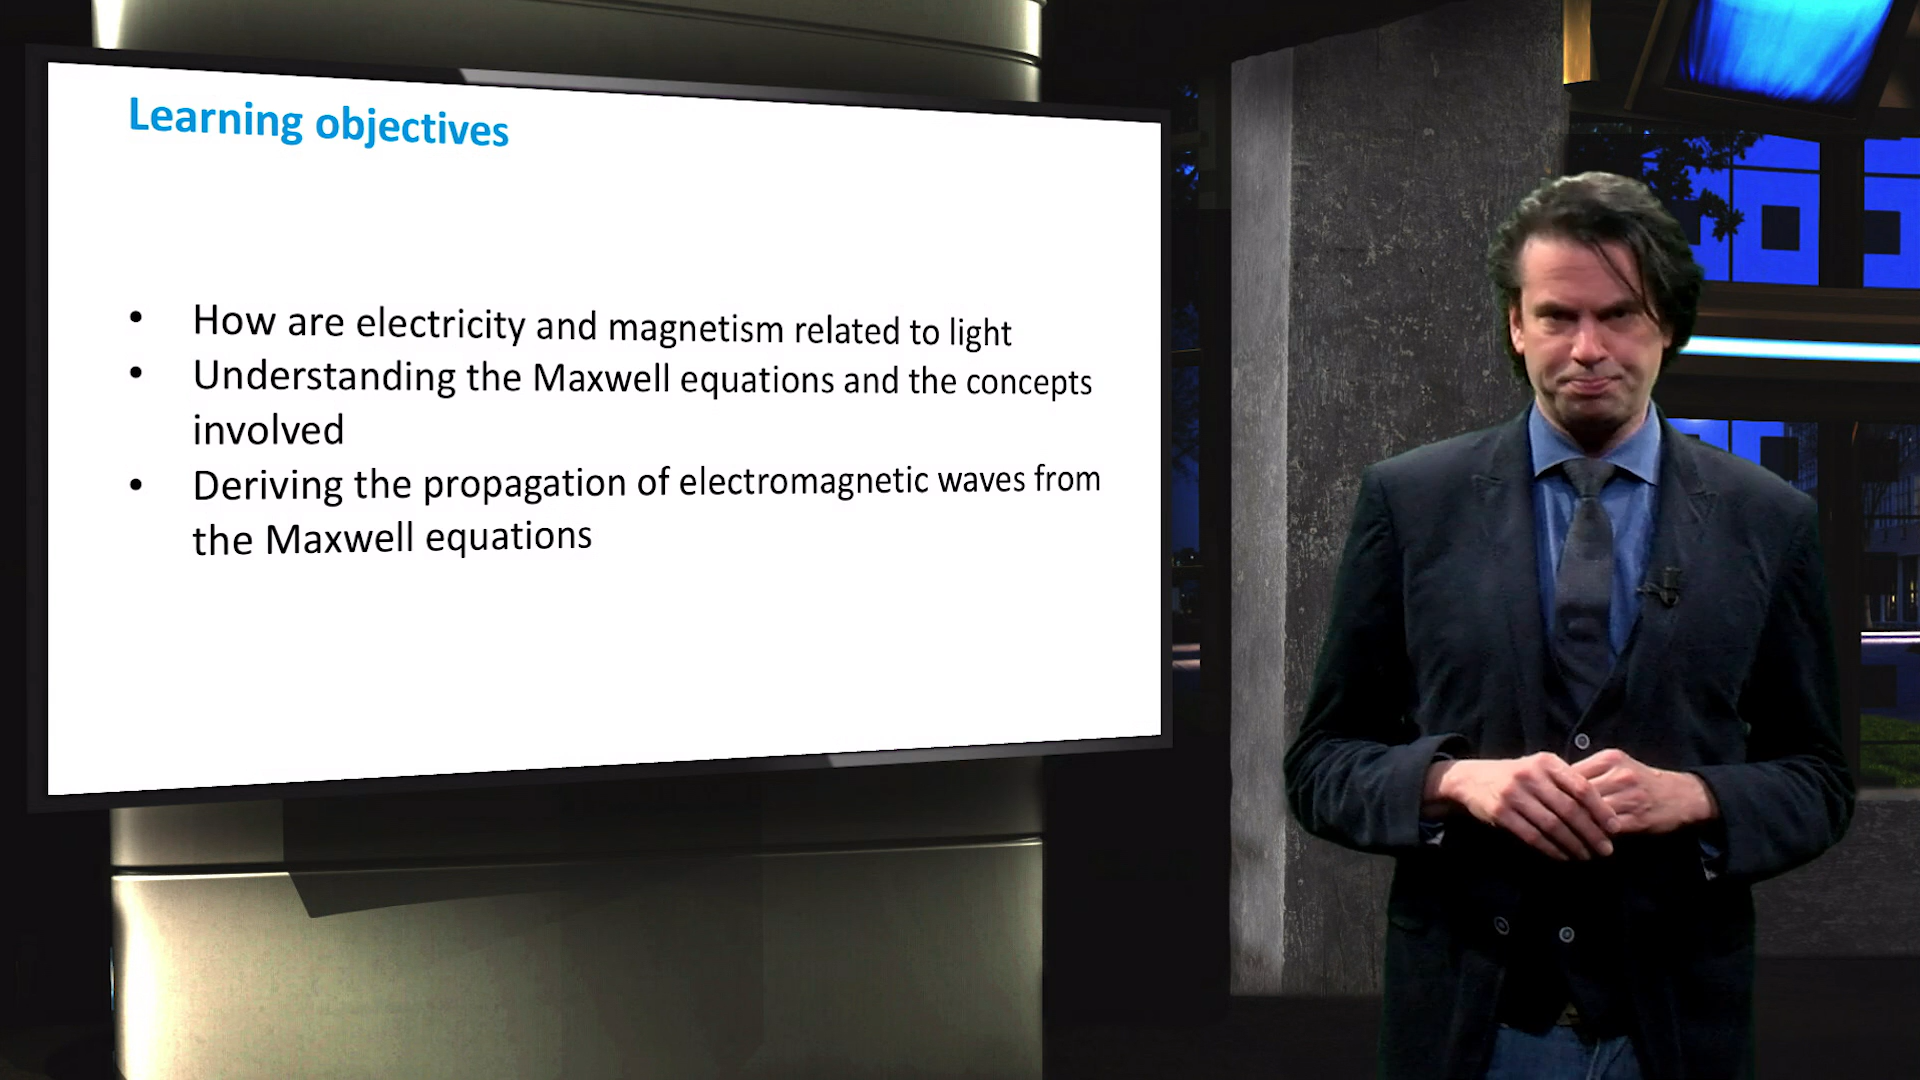 Learning objectives
• How are electricity and magnetism related to light
• Understanding the Maxwell equations and the concepts
involved
• Deriving the propagation of electromagnetic waves from
the Maxwell equations